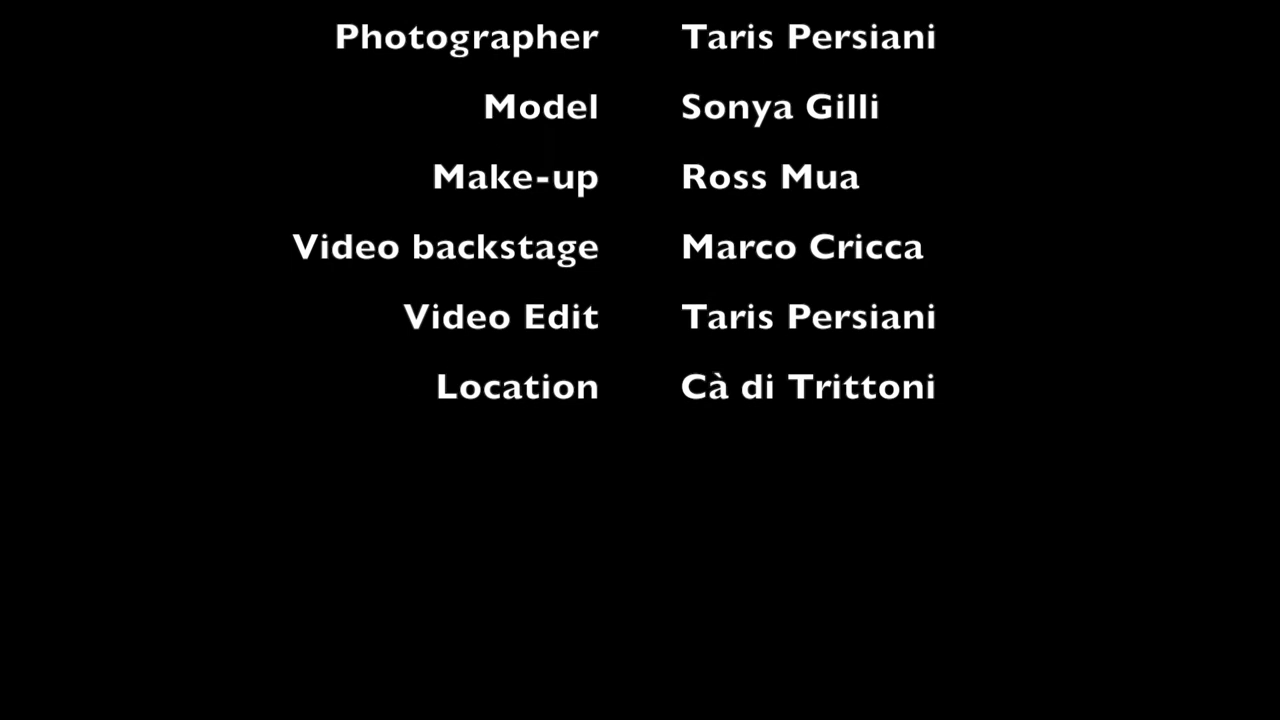 Photographer Taris Persiani
Model Sonya Gilli
Make-up Ross Mua
Video backstage Marco Cricca
Video Edit Taris Persiani
Location Cà di Trittoni